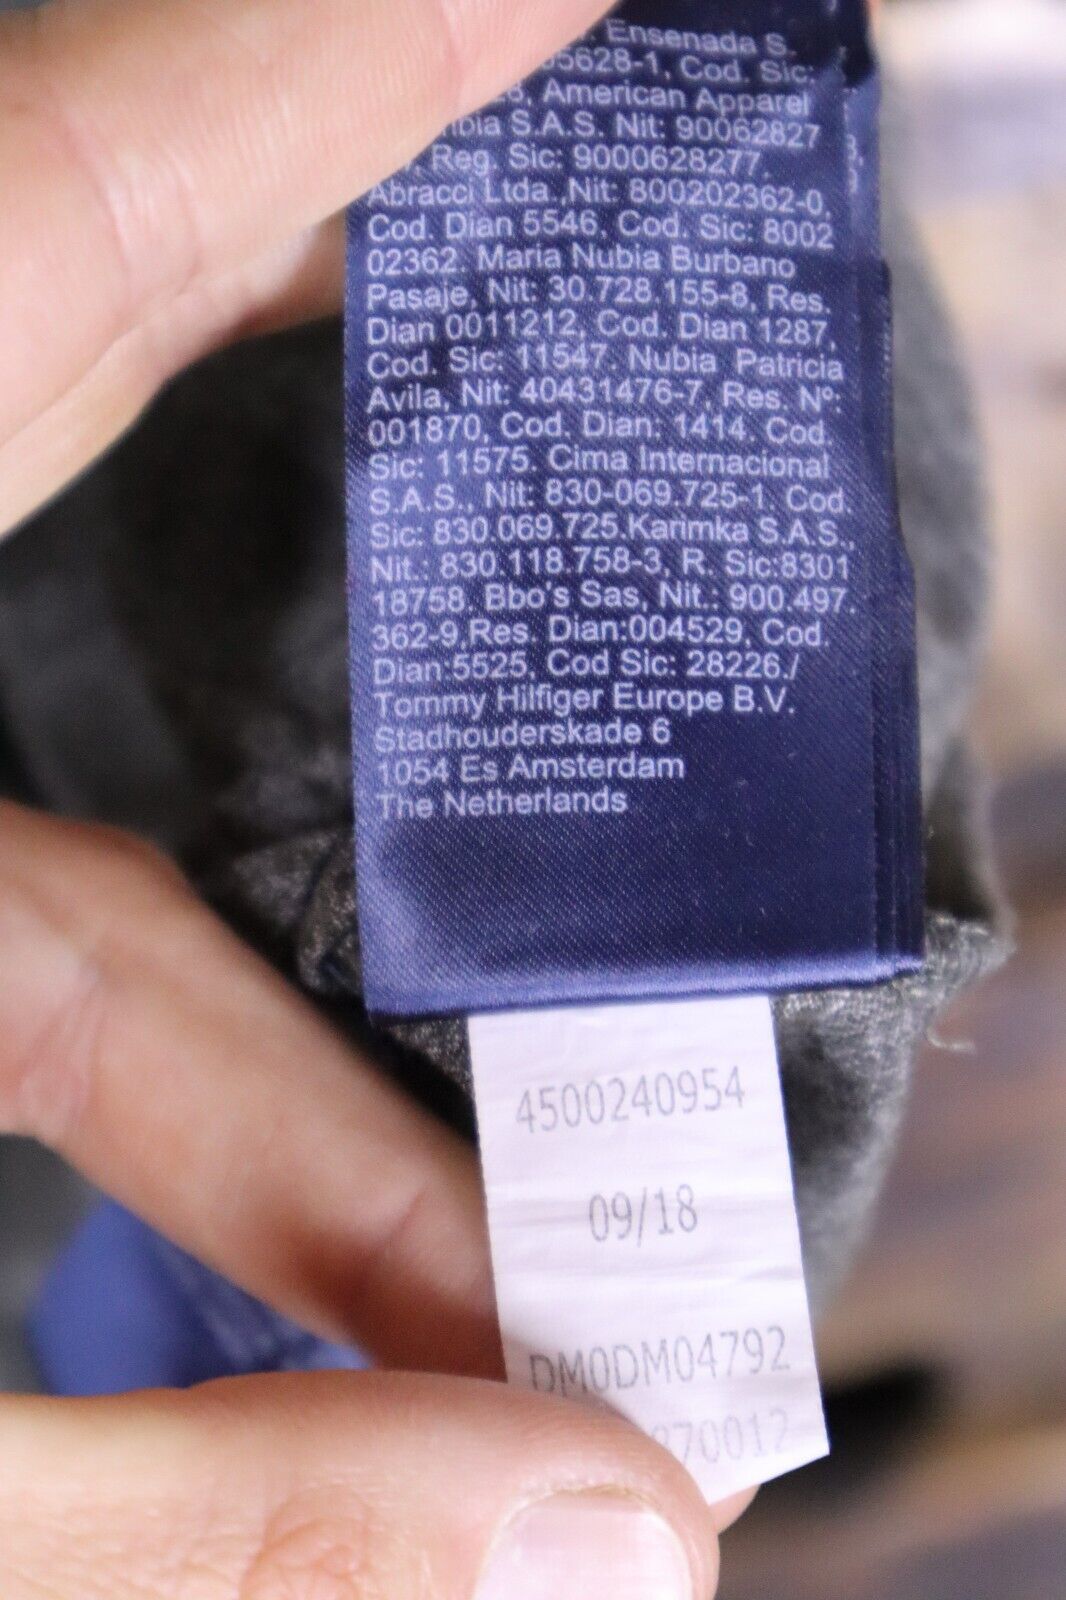 Ensenada S.
5628-1, Cod. Sic:
American Apparel
S.A.S. Nit: 90062827
Reg. Sic: 9000628277.
Abracci Ltda.,Nit: 800202362-0,
Cod. Dian 5546, Cod. Sic: 8002
02362. Maria Nubia Burbano
Pasaje, Nit: 30.728.155-8, Res.
Dian 0011212, Cod. Dian 1287,
Cod. Sic: 11547. Nubia Patricia
Avila, Nit: 40431476-7, Res. Nº:
001870, Cod. Dian: 1414. Cod.
Sic: 11575. Cima Internacional
S.A.S., Nit: 830-069.725-1. Cod.
Sic: 830.069.725.Karimka S.A.S.,
Nit.: 830.118.758-3, R. Sic:8301
18758. Bbo's Sas, Nit.: 900.497.
362-9,Res. Dian:004529, Cod.
Dian:5525, Cod Sic: 28226./
Tommy Hilfiger Europe B.V.
Stadhouderskade 6
1054 Es Amsterdam
The Netherlands
4500240954
09/18
DM0DM04792
70012